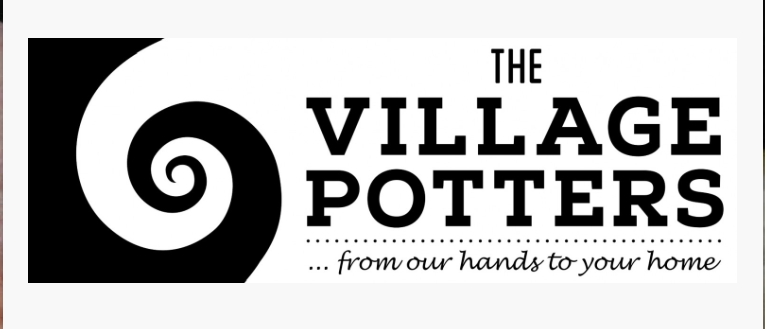 THE
VILLAGE
POTTERS
... from our hands to your home